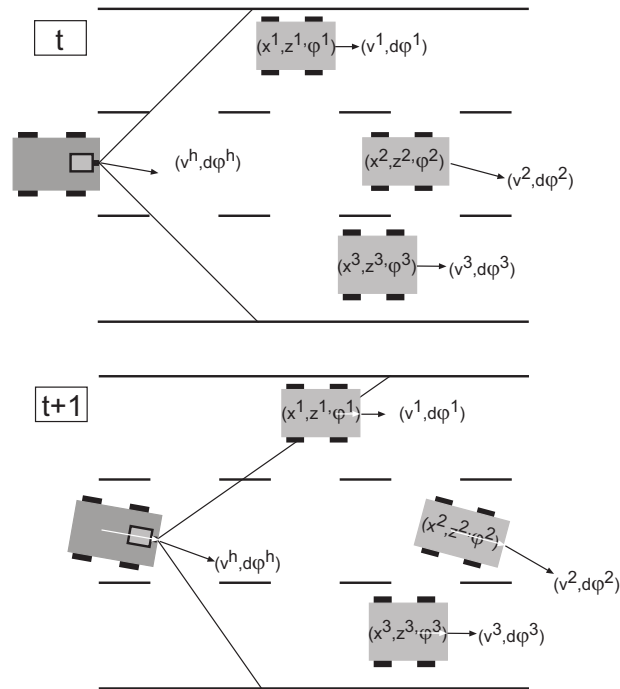 t
(x¹,z¹,φ¹) (v¹,dφ¹)
(vʰ,dφʰ)
(x²,z²,φ²)
(v²,dφ²)
(x³,z³,φ³) (v³,dφ³)
t+1
(x¹,z¹,φ¹) (v¹,dφ¹)
(x²,z²,φ²)
(vʰ,dφʰ)
(v²,dφ²)
(x³,z³,φ³) (v³,dφ³)